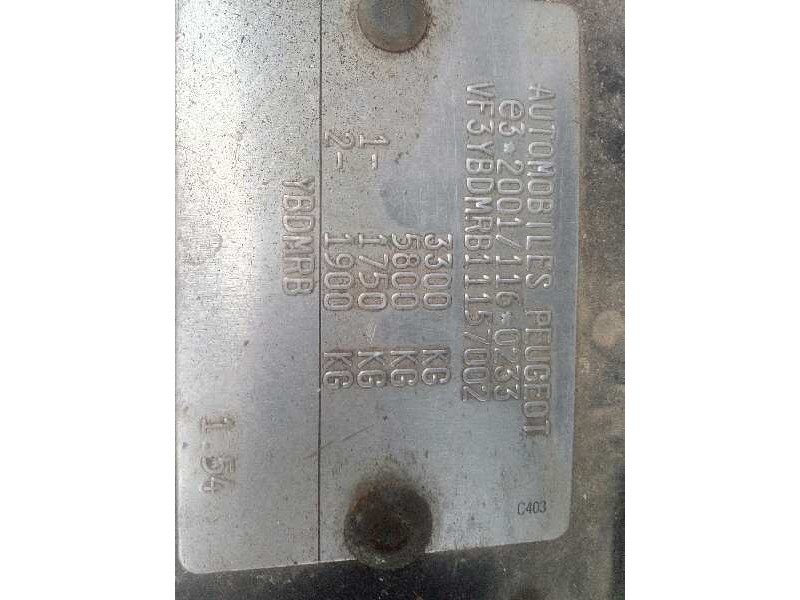 AUTOMOBILES PEUGEOT
e3*2001/116*0233
VF3YBDMRB11157002
3300 KG
5800 KG
1- 1750 KG
2- 1900 KG
YBDMRB
1.54
C403